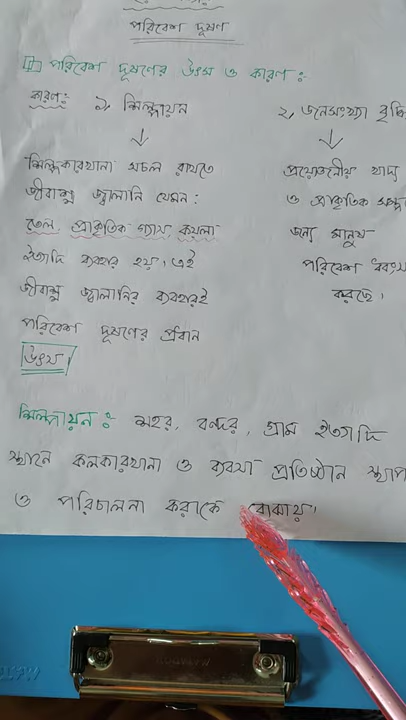 পরিবেশ দূষণ
পরিবেশ দূষণের উৎস ও কারণ :
কারণ : ১. শিল্পায়ন
শিল্পকারখানা সচল রাখতে
জীবাশ্ম জ্বালানি যেমন :
তেল, প্রাকৃতিক গ্যাস কয়লা
ইত্যাদি ব্যবহার হয়। এই
জীবাশ্ম জ্বালানির ব্যবহারই
পরিবেশ দূষণের প্রধান
উৎস।
২. জনসংখ্যা বৃদ্ধি
প্রয়োজনীয় খাদ্য
ও প্রাকৃতিক সম্প
জন্য মানুষ
পরিবেশ ধ্বংস
করছে।
শিল্পায়ন : শহর, বন্দর, গ্রাম ইত্যাদি
স্থানে কলকারখানা ও ব্যবসা প্রতিষ্ঠান স্থাপ
ও পরিচালনা করাকে বোঝায়।